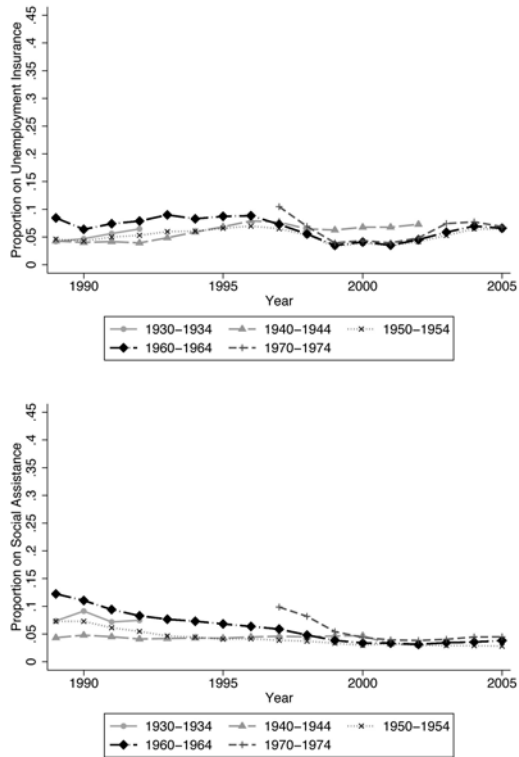 .45
.4
.35
.3
.25
.2
.15
.1
.05
0
Proportion on Unemployment Insurance
1990 1995 2000 2005
Year
1930-1934 1940-1944 1950-1954
1960-1964 1970-1974
.45
.4
.35
.3
.25
.2
.15
.1
.05
0
Proportion on Social Assistance
1990 1995 2000 2005
Year
1930-1934 1940-1944 1950-1954
1960-1964 1970-1974